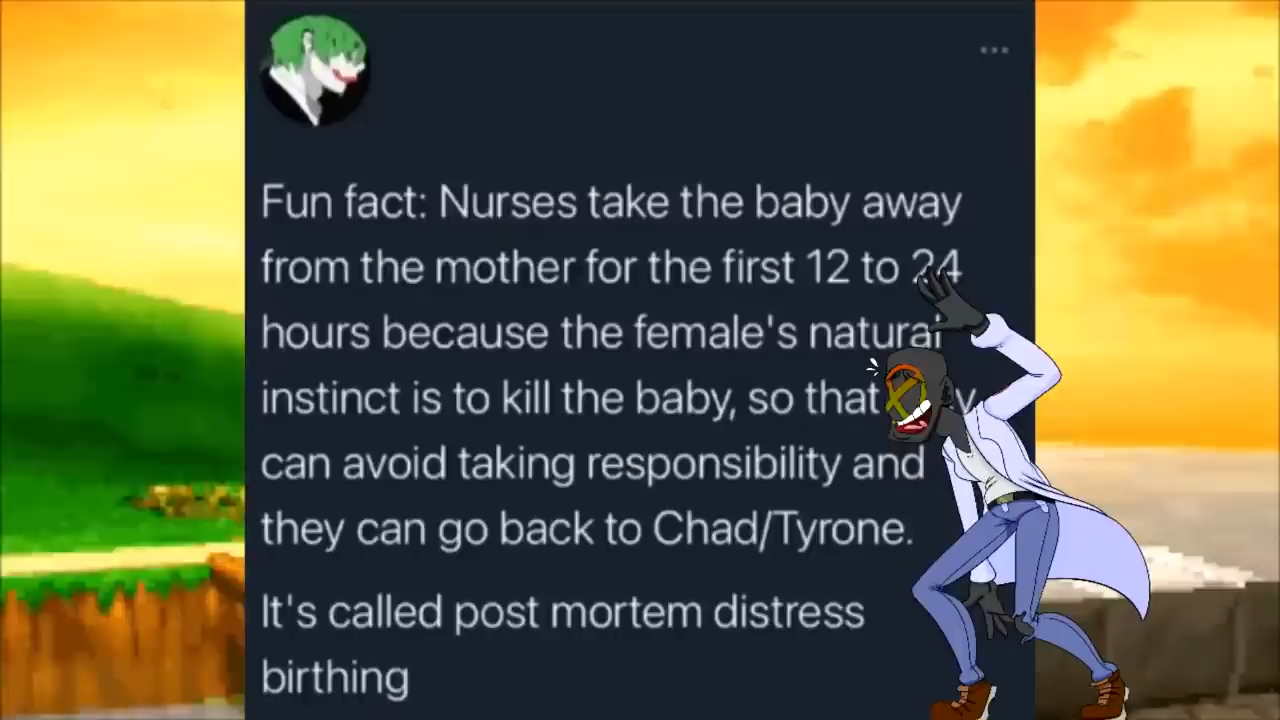 Fun fact: Nurses take the baby away
from the mother for the first 12 to 24
hours because the female's natural
instinct is to kill the baby, so that
can avoid taking responsibility and
they can go back to Chad/Tyrone.
It's called post mortem distress
birthing